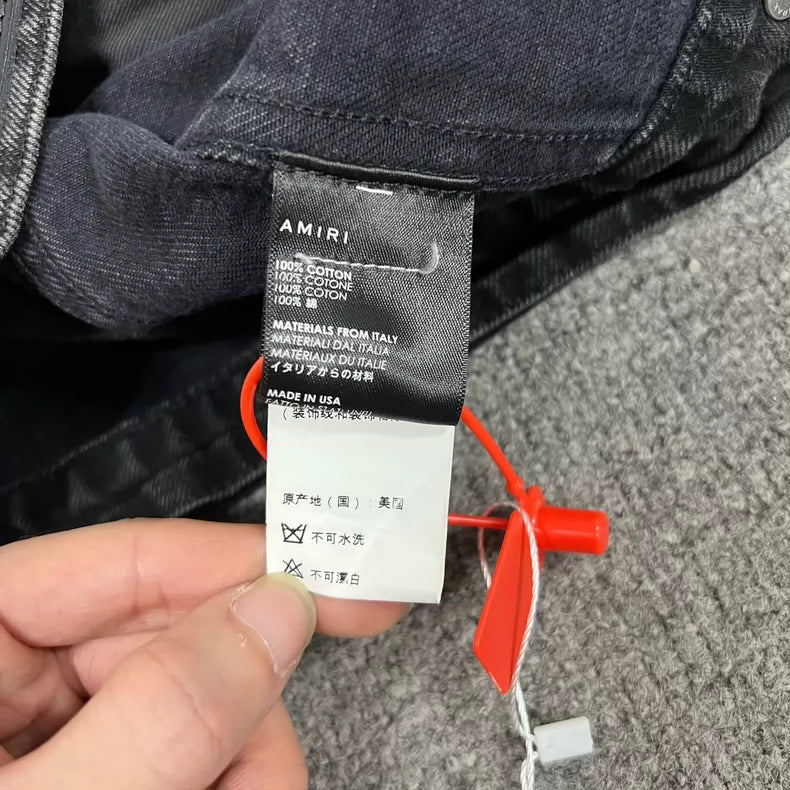 AMIRI
100% COTTON
100% COTONE
100% COTON
100% 綿
MATERIALS FROM ITALY
MATERIALI DAL ITALIA
MATÉRIAUX DU ITALIE
イタリアからの材料
MADE IN USA
原产地（国）: 美国
不可水洗
不可漂白